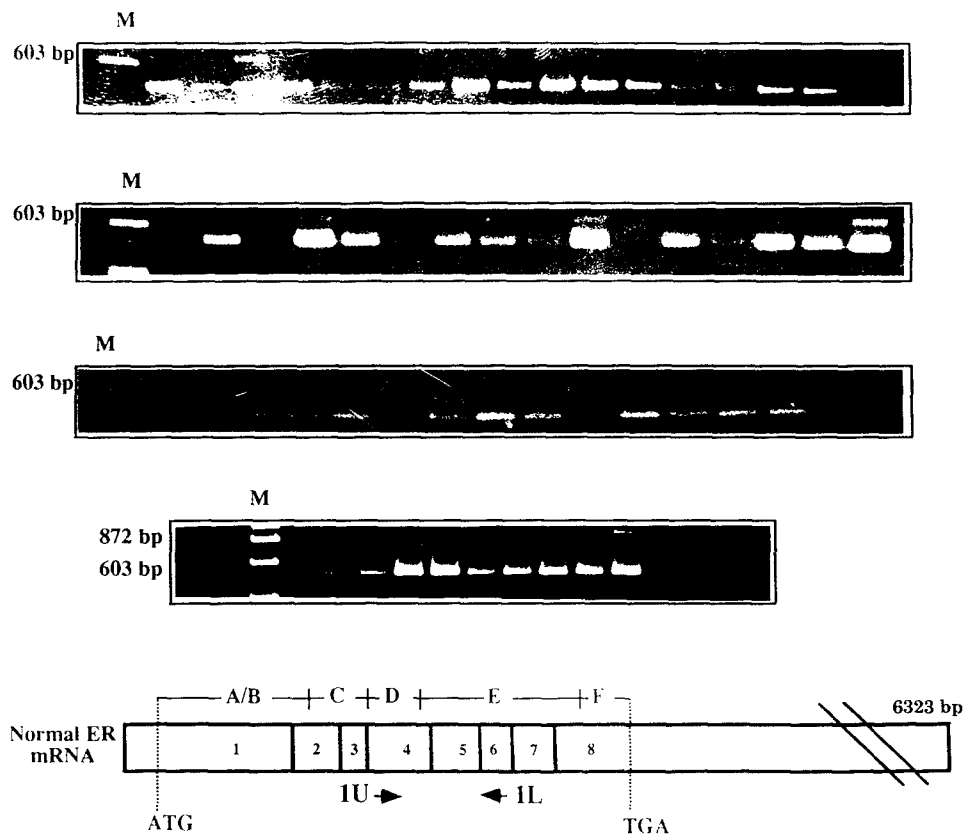 M
603 bp
M
603 bp
M
603 bp
M
872 bp
603 bp
A/B C D E F
6323 bp
Normal ER
mRNA
1 2 3 4 5 6 7 8
1U 1L
ATG TGA